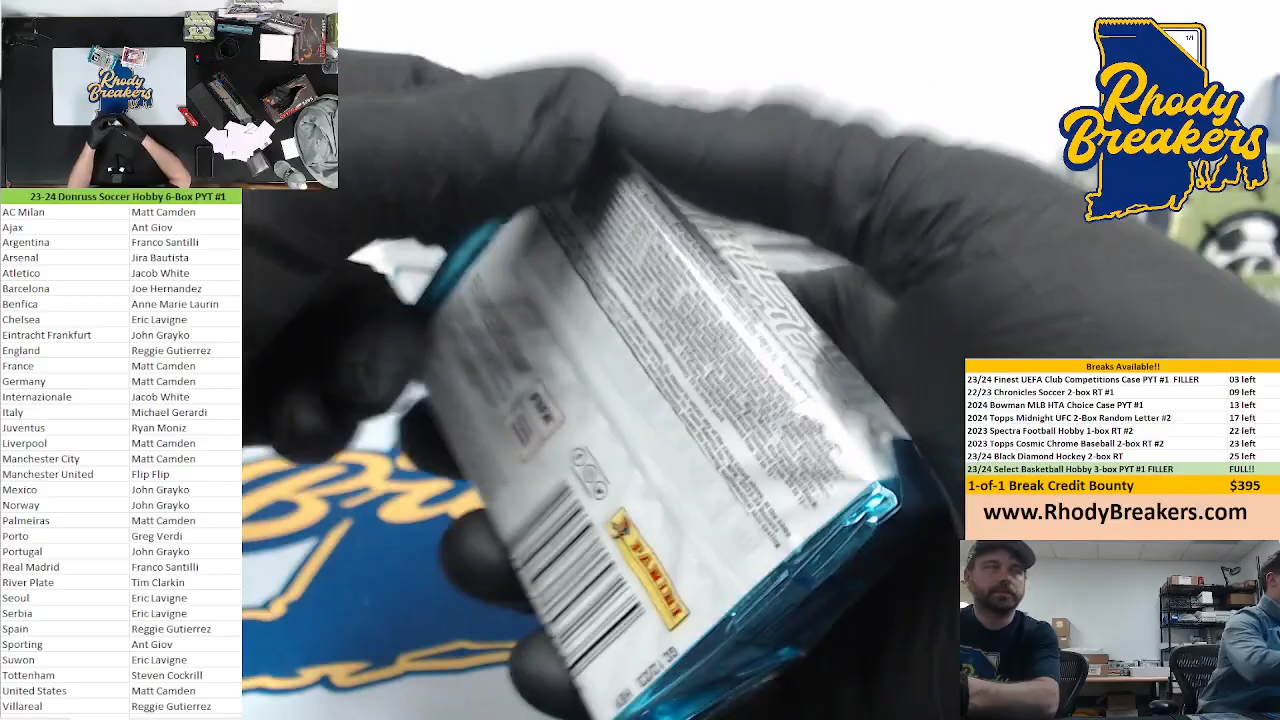 Rhody
Breakers
23-24 Donruss Soccer Hobby 6-Box PYT #1
AC Milan Matt Camden
Ajax Ant Giov
Argentina Franco Santilli
Arsenal Jira Bautista
Atletico Jacob White
Barcelona Joe Hernandez
Benfica Anne Marie Laurin
Chelsea Eric Lavigne
Eintracht Frankfurt John Grayko
England Reggie Gutierrez
France Matt Camden
Germany Matt Camden
Internazionale Jacob White
Italy Michael Gerardi
Juventus Ryan Moniz
Liverpool Matt Camden
Manchester City Matt Camden
Manchester United Flip Flip
Mexico John Grayko
Norway John Grayko
Palmeiras Matt Camden
Porto Greg Verdi
Portugal John Grayko
Real Madrid Franco Santilli
River Plate Tim Clarkin
Seoul Eric Lavigne
Serbia Eric Lavigne
Spain Reggie Gutierrez
Sporting Ant Giov
Suwon Eric Lavigne
Tottenham Steven Cockrill
United States Matt Camden
Villareal Reggie Gutierrez
PANINI
1/1
Rhody
Breakers
Breaks Available!!
23/24 Finest UEFA Club Competitions Case PYT #1 FILLER 03 left
22/23 Chronicles Soccer 2-box RT #1 09 left
2024 Bowman MLB HTA Choice Case PYT #1 13 left
2024 Topps Midnight UFC 2-Box Random Letter #2 17 left
2023 Spectra Football Hobby 1-box RT #2 22 left
2023 Topps Cosmic Chrome Baseball 2-box RT #2 23 left
23/24 Black Diamond Hockey 2-box RT 25 left
23/24 Select Basketball Hobby 3-box PYT #1 FILLER FULL!!
1-of-1 Break Credit Bounty $395
www.RhodyBreakers.com